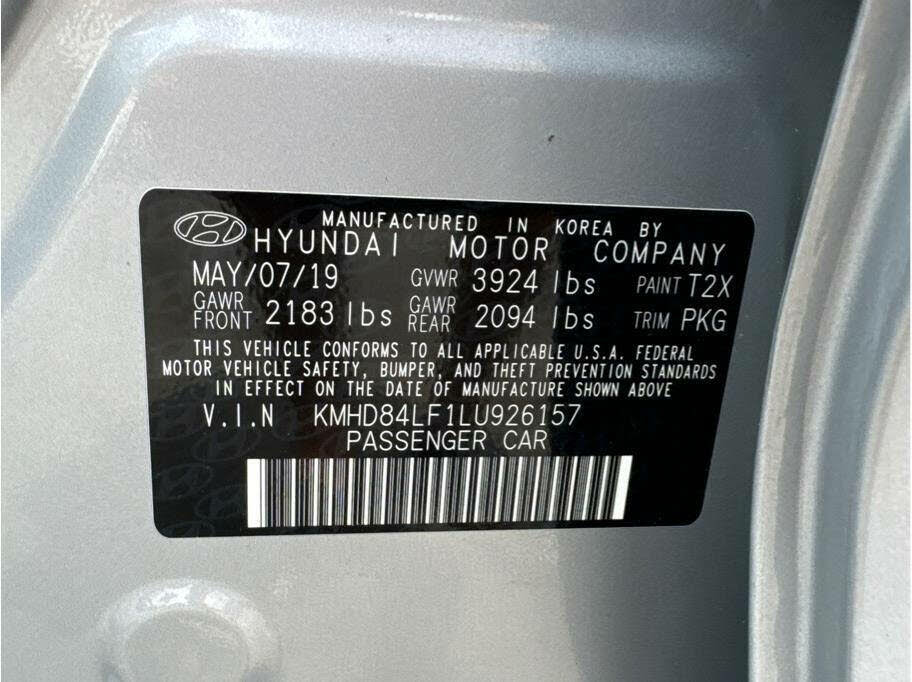 MANUFACTURED IN KOREA BY
HYUNDAI MOTOR COMPANY
MAY/07/19 GVWR 3924 lbs PAINT T2X
GAWR FRONT 2183 lbs GAWR REAR 2094 lbs TRIM PKG
THIS VEHICLE CONFORMS TO ALL APPLICABLE U.S.A. FEDERAL
MOTOR VEHICLE SAFETY, BUMPER, AND THEFT PREVENTION STANDARDS
IN EFFECT ON THE DATE OF MANUFACTURE SHOWN ABOVE
V.I.N KMHD84LF1LU926157
PASSENGER CAR